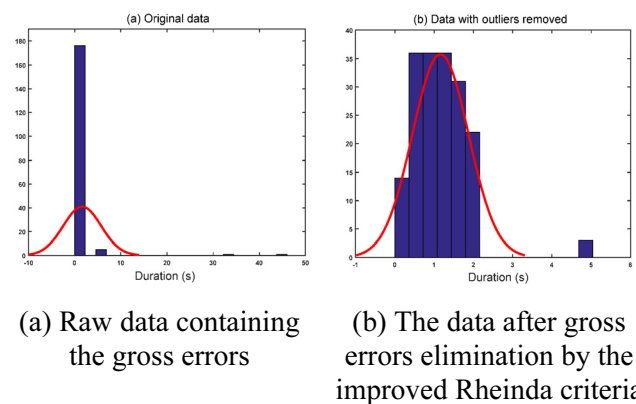 (a) Original data
180
160
140
120
100
80
60
40
20
0
-10 0 10 20 30 40 50
Duration (s)
(b) Data with outliers removed
40
35
30
25
20
15
10
5
0
-1 0 1 2 3 4 5 6
Duration (s)
(a) Raw data containing
the gross errors
(b) The data after gross
errors elimination by the
improved Rheinda criteria